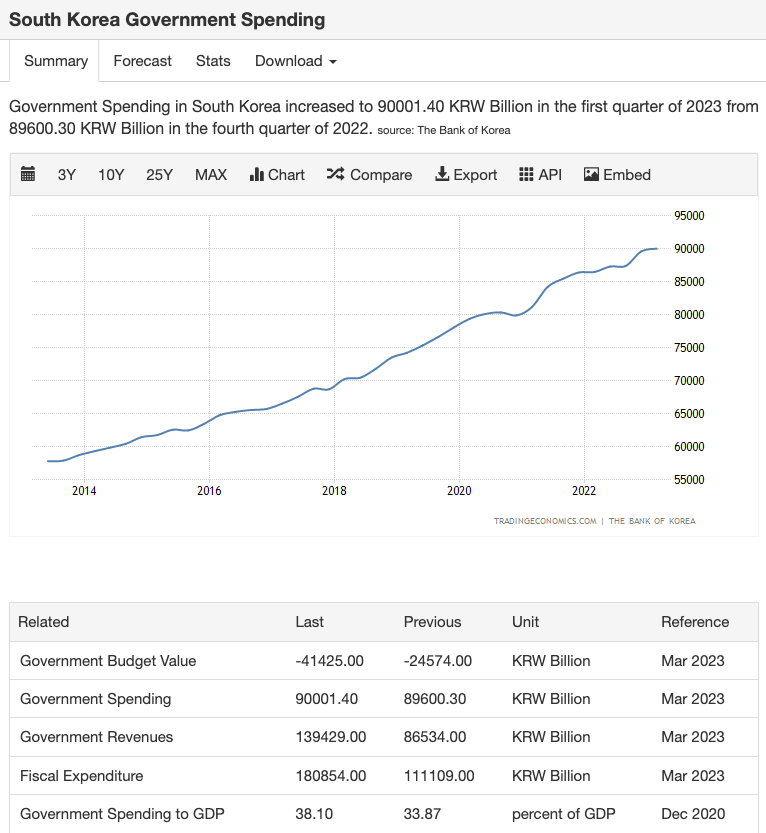 South Korea Government Spending
Summary Forecast Stats Download
Government Spending in South Korea increased to 90001.40 KRW Billion in the first quarter of 2023 from
89600.30 KRW Billion in the fourth quarter of 2022. source: The Bank of Korea
3Y 10Y 25Y MAX Chart Compare Export API Embed
95000
90000
85000
80000
75000
70000
65000
60000
55000
2014 2016 2018 2020 2022
TRADINGECONOMICS.COM | THE BANK OF KOREA
Related Last Previous Unit Reference
Government Budget Value -41425.00 -24574.00 KRW Billion Mar 2023
Government Spending 90001.40 89600.30 KRW Billion Mar 2023
Government Revenues 139429.00 86534.00 KRW Billion Mar 2023
Fiscal Expenditure 180854.00 111109.00 KRW Billion Mar 2023
Government Spending to GDP 38.10 33.87 percent of GDP Dec 2020